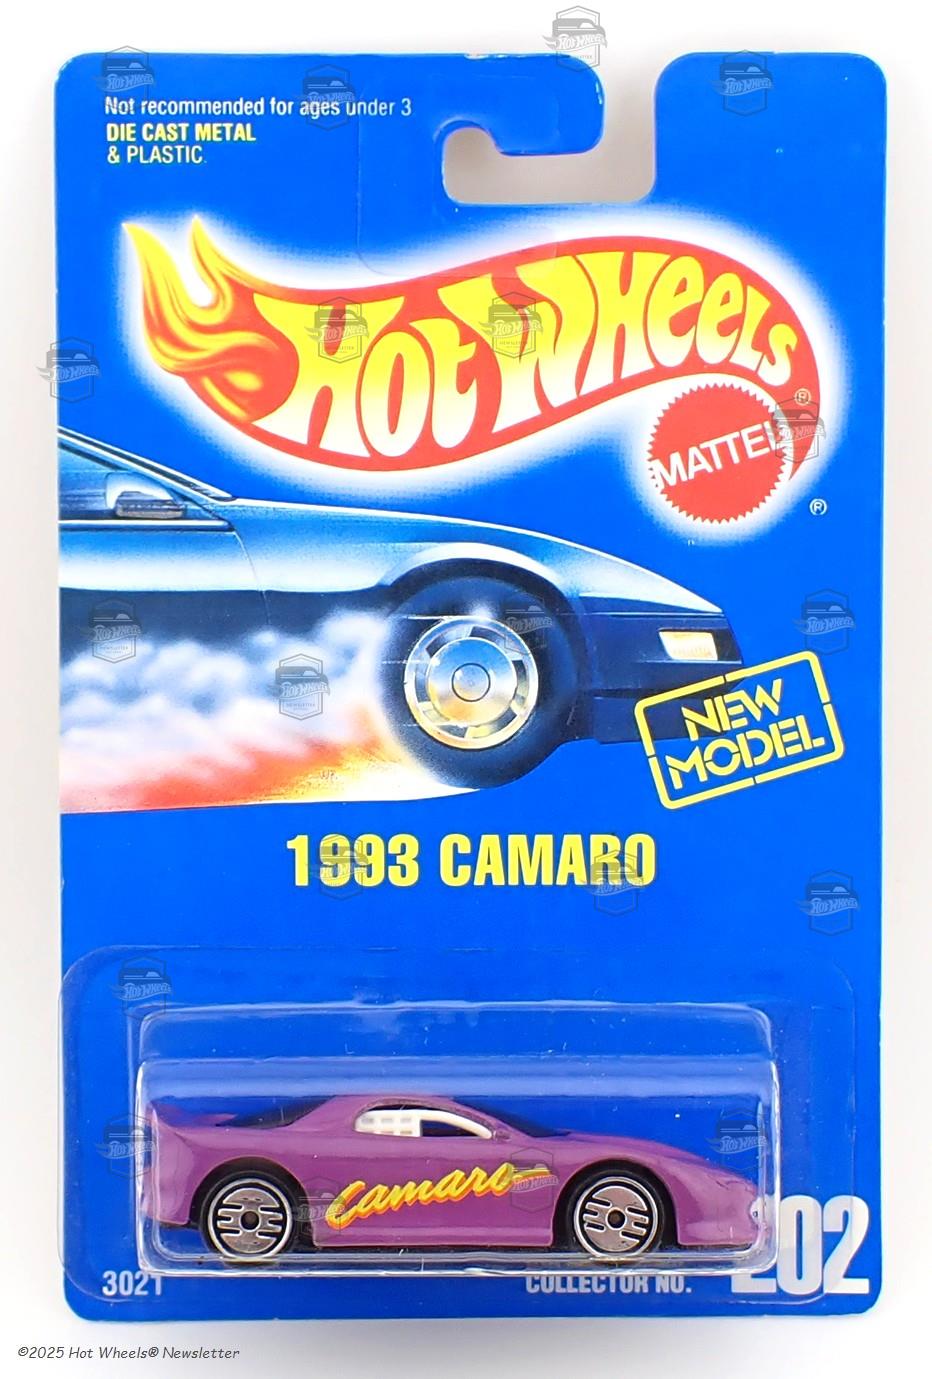 Not recommended for ages under 3
DIE CAST METAL
& PLASTIC.
Hot Wheels®
MATTEL
®
NEW
MODEL
1993 CAMARO
Camaro
3021
COLLECTOR NO. 202
©2025 Hot Wheels® Newsletter